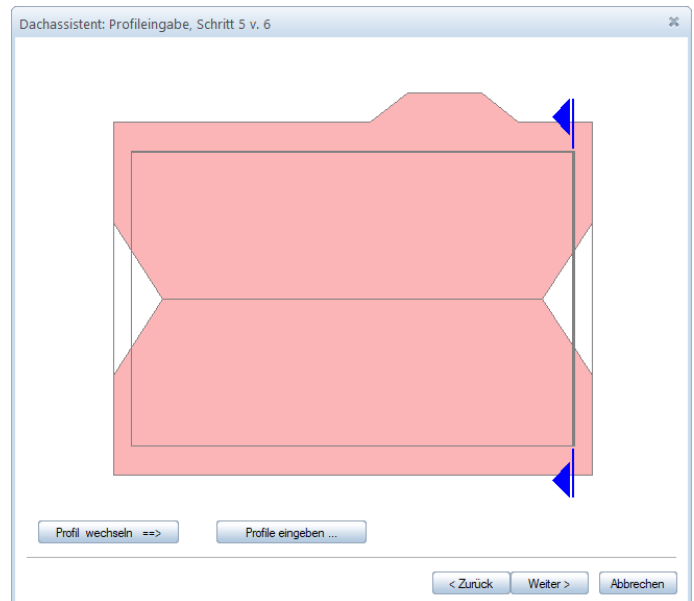 Dachassistent: Profileingabe, Schritt 5 v. 6
Profil wechseln ==>
Profile eingeben ...
< Zurück
Weiter >
Abbrechen